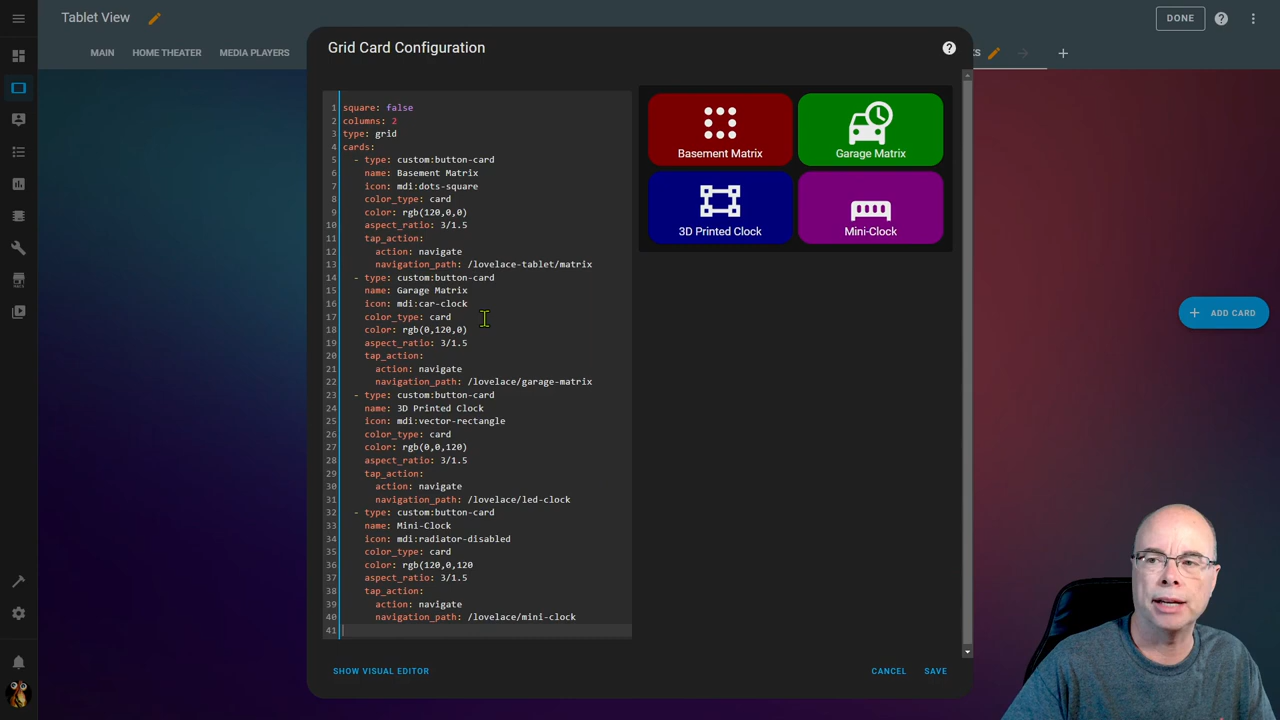 Tablet View
DONE
MAIN
HOME THEATER
MEDIA PLAYERS
Grid Card Configuration
1 square: false
2 columns: 2
3 type: grid
4 cards:
5 - type: custom:button-card
6 name: Basement Matrix
7 icon: mdi:dots-square
8 color_type: card
9 color: rgb(120,0,0)
10 aspect_ratio: 3/1.5
11 tap_action:
12 action: navigate
13 navigation_path: /lovelace-tablet/matrix
14 - type: custom:button-card
15 name: Garage Matrix
16 icon: mdi:car-clock
17 color_type: card
18 color: rgb(0,120,0)
19 aspect_ratio: 3/1.5
20 tap_action:
21 action: navigate
22 navigation_path: /lovelace/garage-matrix
23 - type: custom:button-card
24 name: 3D Printed Clock
25 icon: mdi:vector-rectangle
26 color_type: card
27 color: rgb(0,0,120)
28 aspect_ratio: 3/1.5
29 tap_action:
30 action: navigate
31 navigation_path: /lovelace/led-clock
32 - type: custom:button-card
33 name: Mini-Clock
34 icon: mdi:radiator-disabled
35 color_type: card
36 color: rgb(120,0,120
37 aspect_ratio: 3/1.5
38 tap_action:
39 action: navigate
40 navigation_path: /lovelace/mini-clock
41
Basement Matrix
Garage Matrix
3D Printed Clock
Mini-Clock
ADD CARD
SHOW VISUAL EDITOR
CANCEL
SAVE